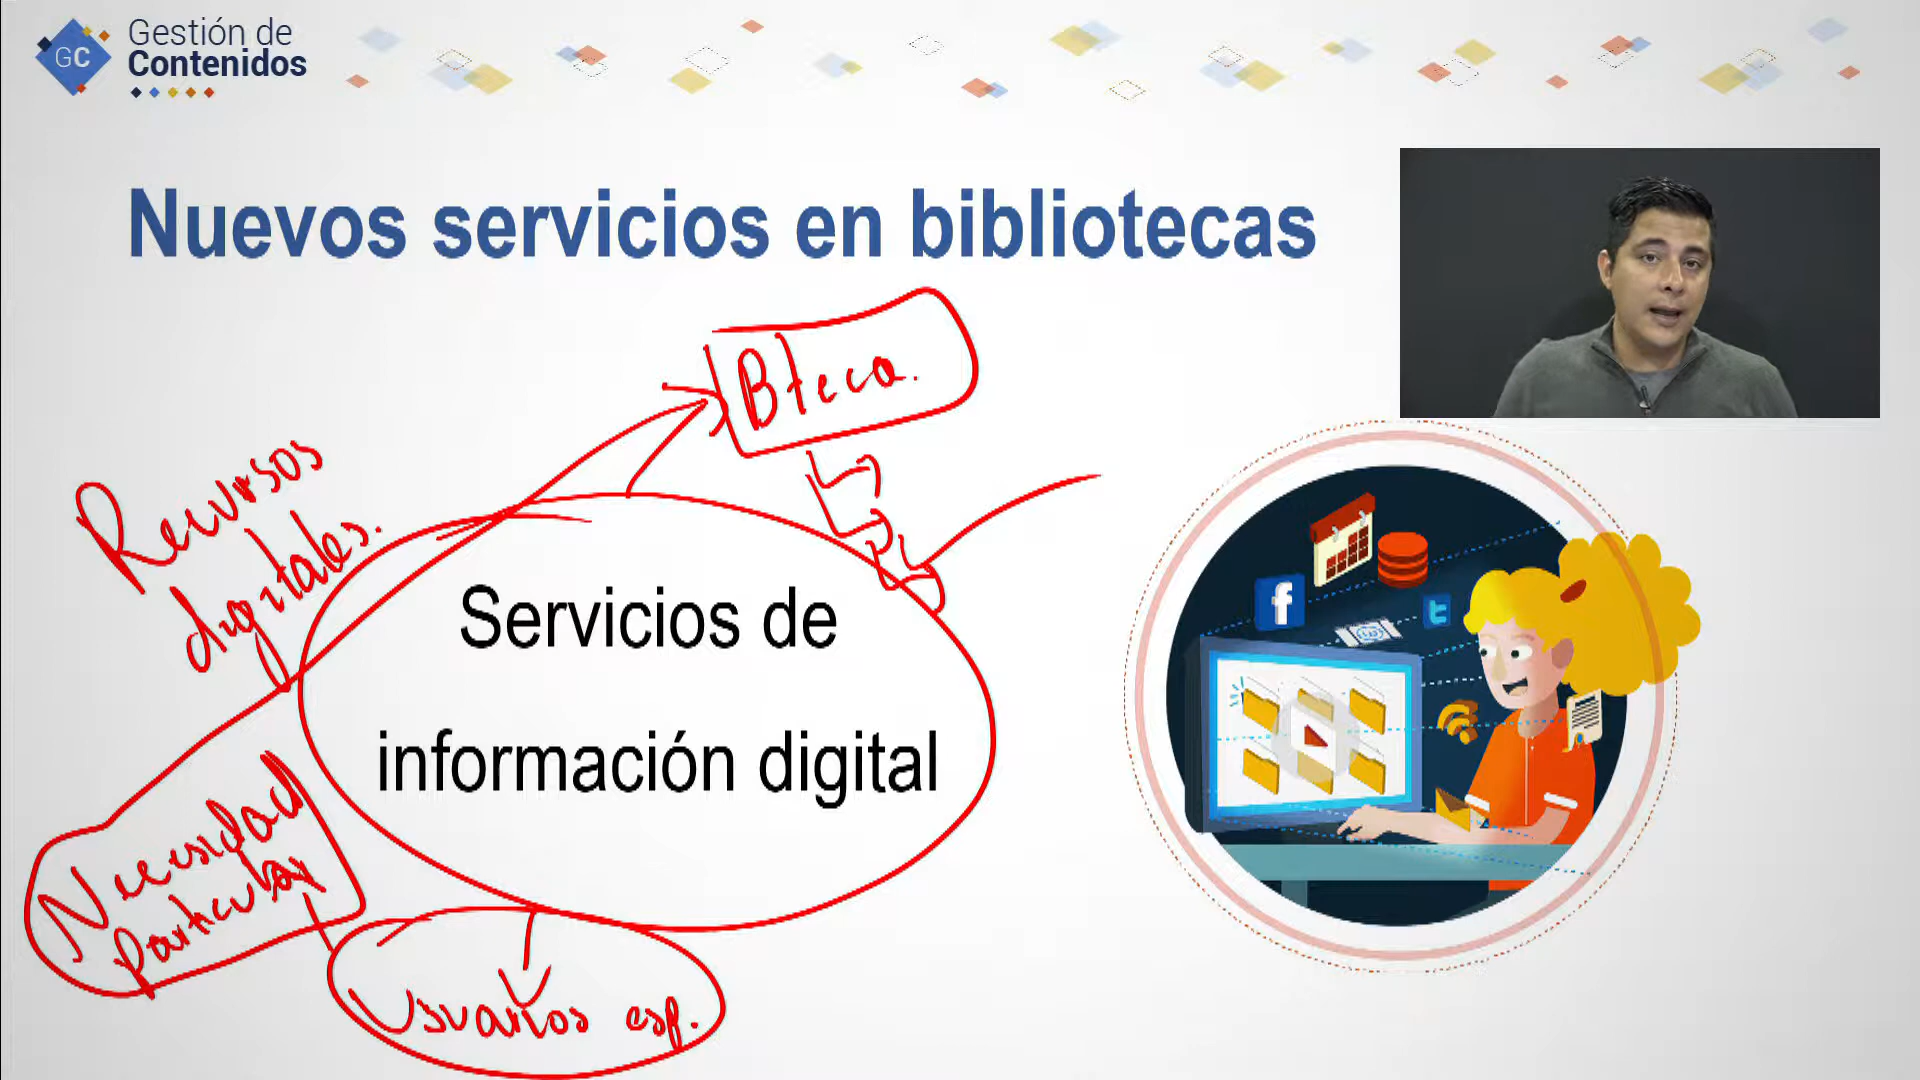 GC
Gestión de
Contenidos
Nuevos servicios en bibliotecas
Bteca.
Recursos
digitales.
Servicios de
información digital
Necesidad
particular
Usuarios esp.
f
t